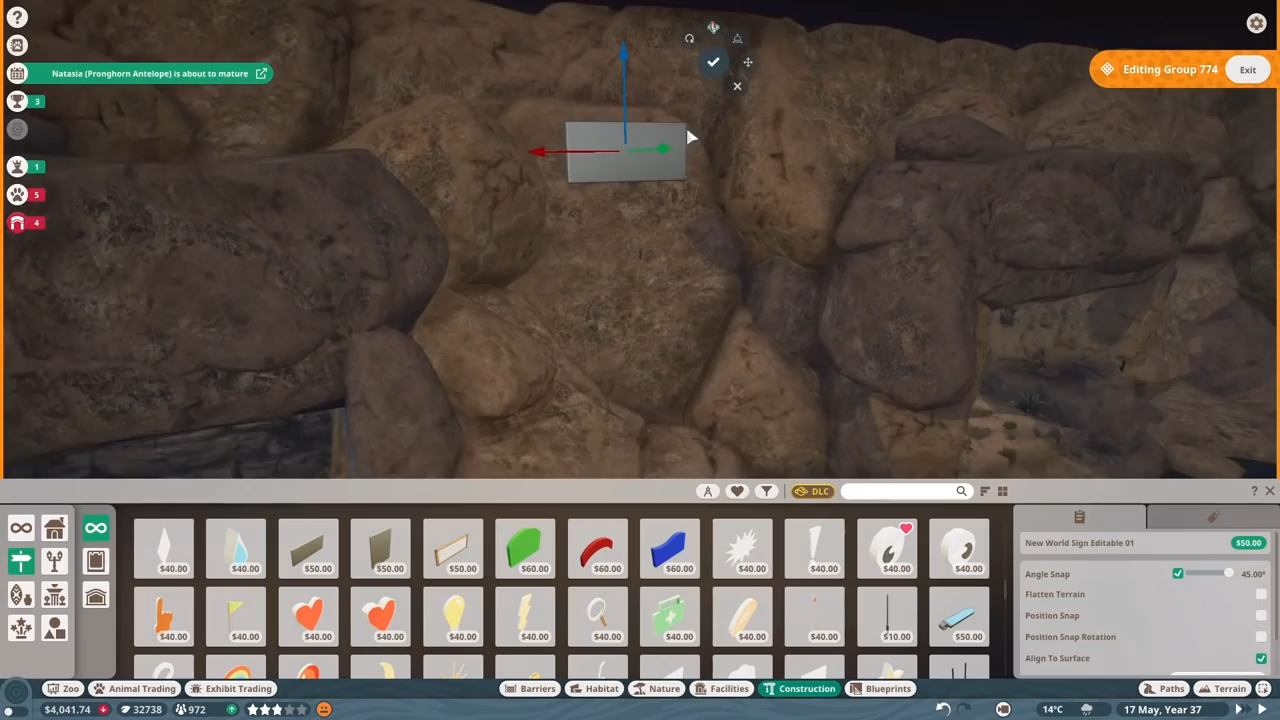 ?
Natasia (Pronghorn Antelope) is about to mature
3
1
5
4
Editing Group 774
Exit
DLC
?
$40.00
$40.00
$50.00
$50.00
$50.00
$60.00
$60.00
$60.00
$40.00
$40.00
$40.00
$40.00
$40.00
$40.00
$40.00
$40.00
$40.00
$40.00
$40.00
$40.00
$40.00
$40.00
$10.00
$50.00
New World Sign Editable 01
$50.00
Angle Snap
45.00°
Flatten Terrain
Position Snap
Position Snap Rotation
Align To Surface
Zoo
Animal Trading
Exhibit Trading
Barriers
Habitat
Nature
Facilities
Construction
Blueprints
Paths
Terrain
$4,041.74
32738
972
14°C
17 May, Year 37